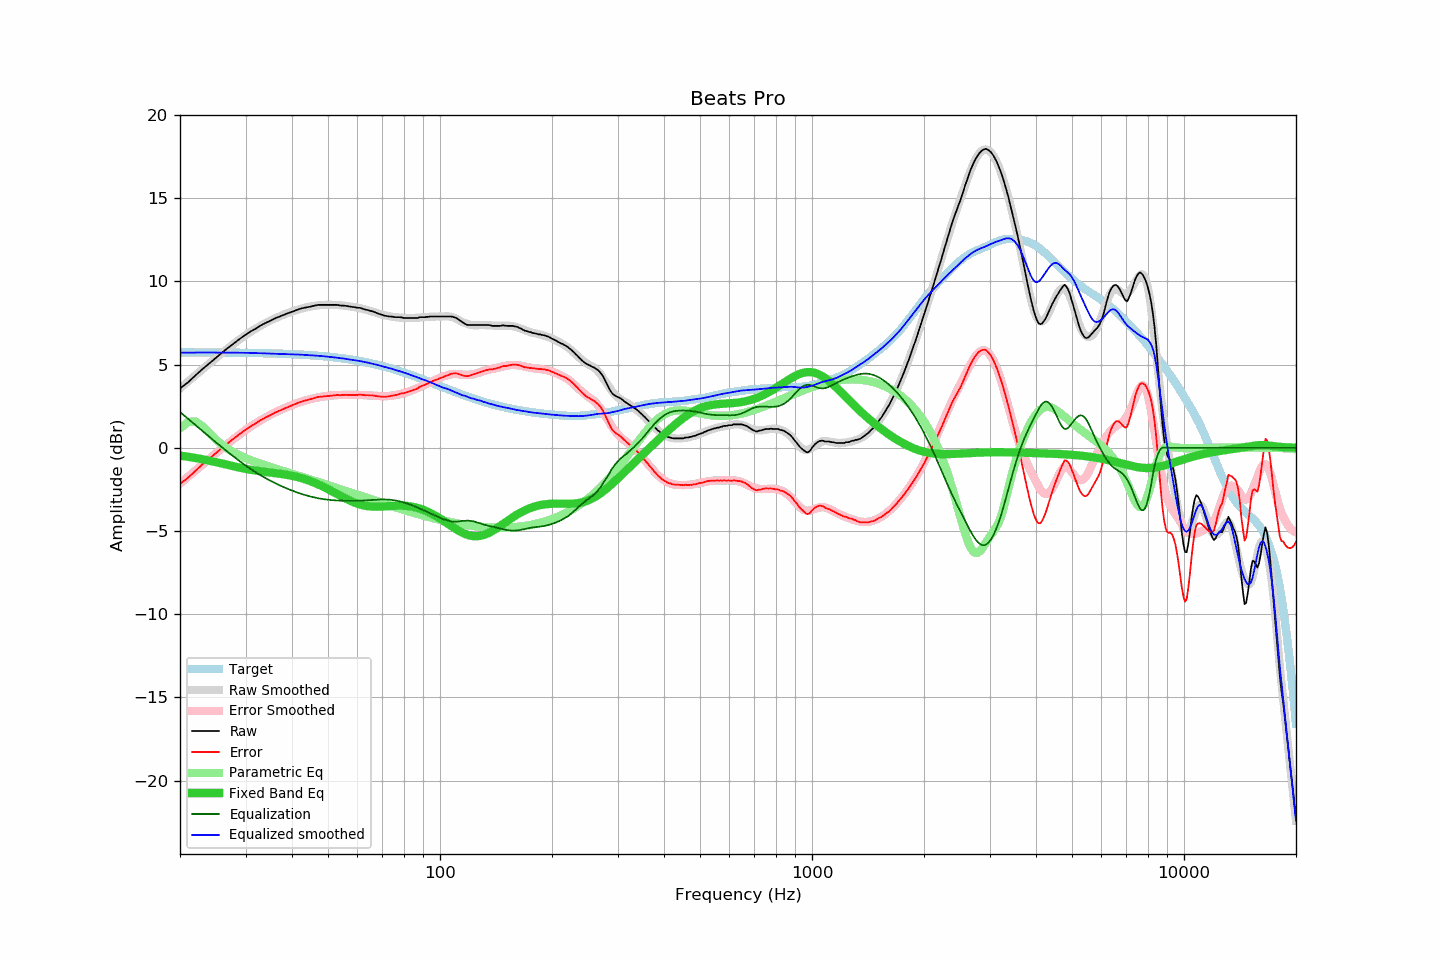 Beats Pro
20
15
10
5
0
−5
−10
−15
−20
Amplitude (dBr)
Target
Raw Smoothed
Error Smoothed
Raw
Error
Parametric Eq
Fixed Band Eq
Equalization
Equalized smoothed
100
1000
10000
Frequency (Hz)